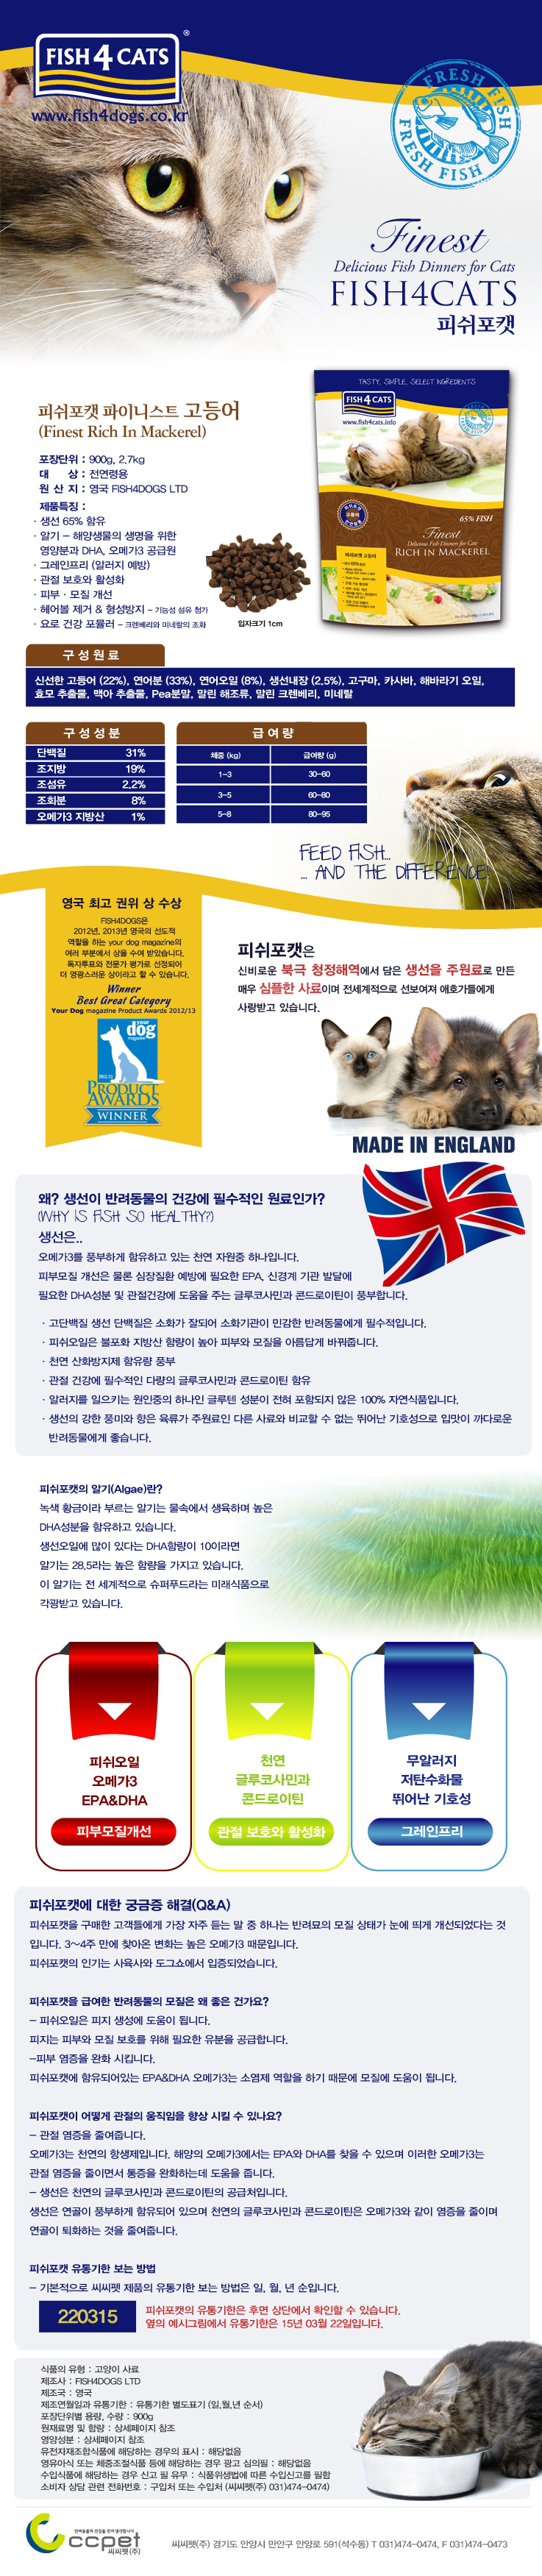 FISH4CATS
®
www.fish4dogs.co.kr
FRESH FISH
FRESH FISH
Finest
Delicious Fish Dinners for Cats
FISH4CATS
피쉬포캣
피쉬포캣 파이니스트 고등어
(Finest Rich In Mackerel)
포장단위 : 900g, 2.7kg
대 상 : 전연령용
원 산 지 : 영국 FISH4DOGS LTD
제품특징 :
· 생선 65% 함유
· 알기 - 해양생물의 생명을 위한
영양분과 DHA, 오메가3 공급원
· 그레인프리 (알러지 예방)
· 관절 보호와 활성화
· 피부 · 모질 개선
· 헤어볼 제거 & 형성방지 - 기능성 섬유 첨가
· 요로 건강 포뮬러 - 크렌베리와 미네랄의 조화
입자크기 1cm
TASTY, SIMPLE, SELECT INGREDIENTS
FISH4CATS
www.fish4cats.info
고등어
65% FISH
Finest
Delicious Fish Dinners for Cats
RICH IN MACKEREL
구성원료
신선한 고등어 (22%), 연어분 (33%), 연어오일 (8%), 생선내장 (2.5%), 고구마, 카사바, 해바라기 오일,
효모 추출물, 맥아 추출물, Pea분말, 말린 해조류, 말린 크렌베리, 미네랄
구성성분
단백질 31%
조지방 19%
조섬유 2.2%
조회분 8%
오메가3 지방산 1%
급여량
체중 (kg) 급여량 (g)
1-3 30-60
3-5 60-80
5-8 80-95
FEED FISH...
... AND THE DIFFERENCE!
영국 최고 권위 상 수상
FISH4DOGS은
2012년, 2013년 영국의 선도적
역할을 하는 your dog magazine의
여러 부분에서 상을 수여 받았습니다.
독자투표와 전문가 평가로 선정되어
더 영광스러운 상이라고 할 수 있습니다.
Winner
Best Great Category
Your Dog magazine Product Awards 2012/13
your dog
magazine
2012/13
PRODUCT
AWARDS
WINNER
피쉬포캣은
신비로운 북극 청정해역에서 담은 생선을 주원료로 만든
매우 심플한 사료이며 전세계적으로 선보여져 애호가들에게
사랑받고 있습니다.
MADE IN ENGLAND
왜? 생선이 반려동물의 건강에 필수적인 원료인가?
(WHY IS FISH SO HEALTHY?)
생선은..
오메가3를 풍부하게 함유하고 있는 천연 자원중 하나입니다.
피부모질 개선은 물론 심장질환 예방에 필요한 EPA, 신경계 기관 발달에
필요한 DHA성분 및 관절건강에 도움을 주는 글루코사민과 콘드로이틴이 풍부합니다.
· 고단백질 생선 단백질은 소화가 잘되어 소화기관이 민감한 반려동물에게 필수적입니다.
· 피쉬오일은 불포화 지방산 함량이 높아 피부와 모질을 아름답게 바꿔줍니다.
· 천연 산화방지제 함유량 풍부
· 관절 건강에 필수적인 다량의 글루코사민과 콘드로이틴 함유
· 알러지를 일으키는 원인중의 하나인 글루텐 성분이 전혀 포함되지 않은 100% 자연식품입니다.
· 생선의 강한 풍미와 향은 육류가 주원료인 다른 사료와 비교할 수 없는 뛰어난 기호성으로 입맛이 까다로운
반려동물에게 좋습니다.
피쉬포캣의 알기(Algae)란?
녹색 황금이라 부르는 알기는 물속에서 생육하며 높은
DHA성분을 함유하고 있습니다.
생선오일에 많이 있다는 DHA함량이 10이라면
알기는 28.5라는 높은 함량을 가지고 있습니다.
이 알기는 전 세계적으로 슈퍼푸드라는 미래식품으로
각광받고 있습니다.
피쉬오일
오메가3
EPA&DHA
피부모질개선
천연
글루코사민과
콘드로이틴
관절 보호와 활성화
무알러지
저탄수화물
뛰어난 기호성
그레인프리
피쉬포캣에 대한 궁금증 해결(Q&A)
피쉬포캣을 구매한 고객들에게 가장 자주 듣는 말 중 하나는 반려묘의 모질 상태가 눈에 띄게 개선되었다는 것
입니다. 3~4주 만에 찾아온 변화는 높은 오메가3 때문입니다.
피쉬포캣의 인기는 사육사와 도그쇼에서 입증되었습니다.
피쉬포캣을 급여한 반려동물의 모질은 왜 좋은 건가요?
- 피쉬오일은 피지 생성에 도움이 됩니다.
피지는 피부와 모질 보호를 위해 필요한 유분을 공급합니다.
-피부 염증을 완화 시킵니다.
피쉬포캣에 함유되어있는 EPA&DHA 오메가3는 소염제 역할을 하기 때문에 모질에 도움이 됩니다.
피쉬포캣이 어떻게 관절의 움직임을 향상 시킬 수 있나요?
- 관절 염증을 줄여줍니다.
오메가3는 천연의 항생제입니다. 해양의 오메가3에서는 EPA와 DHA를 찾을 수 있으며 이러한 오메가3는
관절 염증을 줄이면서 통증을 완화하는데 도움을 줍니다.
- 생선은 천연의 글루코사민과 콘드로이틴의 공급처입니다.
생선은 연골이 풍부하게 함유되어 있으며 천연의 글루코사민과 콘드로이틴은 오메가3와 같이 염증을 줄이며
연골이 퇴화하는 것을 줄여줍니다.
피쉬포캣 유통기한 보는 방법
- 기본적으로 씨씨펫 제품의 유통기한 보는 방법은 일, 월, 년 순입니다.
220315
피쉬포캣의 유통기한은 후면 상단에서 확인할 수 있습니다.
옆의 예시그림에서 유통기한은 15년 03월 22일입니다.
식품의 유형 : 고양이 사료
제조사 : FISH4DOGS LTD
제조국 : 영국
제조연월일과 유통기한 : 유통기한 별도표기 (일,월,년 순서)
포장단위별 용량, 수량 : 900g
원재료명 및 함량 : 상세페이지 참조
영양성분 : 상세페이지 참조
유전자재조합식품에 해당하는 경우의 표시 : 해당없음
영유아식 또는 체중조절식품 등에 해당하는 경우 광고 심의필 : 해당없음
수입식품에 해당하는 경우 신고 필 유무 : 식품위생법에 따른 수입신고를 필함
소비자 상담 관련 전화번호 : 구입처 또는 수입처 (씨씨펫(주) 031)474-0474)
ccpet
씨씨펫(주)
씨씨펫(주) 경기도 안양시 만안구 안양로 591(석수동) T 031)474-0474, F 031)474-0473